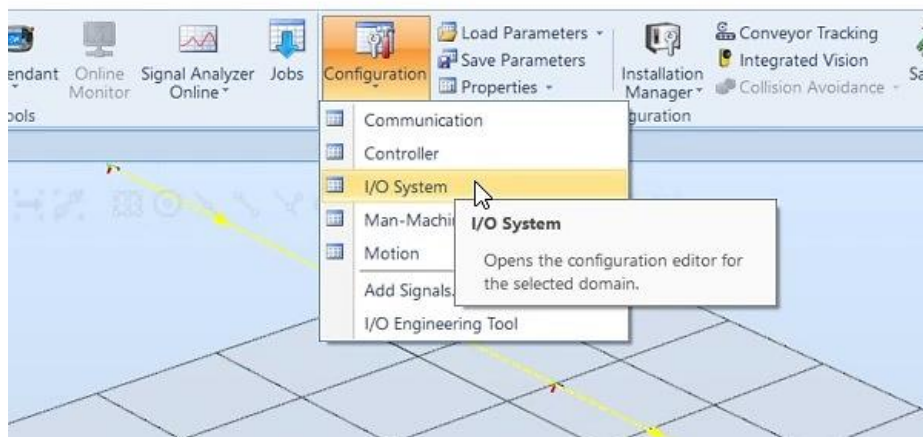 endant
Online
Monitor
Signal Analyzer
Online
Jobs
ools
Configuration
Load Parameters
Save Parameters
Properties
Installation
Manager
Conveyor Tracking
Integrated Vision
Collision Avoidance
Sa
guration
Communication
Controller
I/O System
Man-Machi
I/O System
Opens the configuration editor for
the selected domain.
Motion
Add Signals.
I/O Engineering Tool